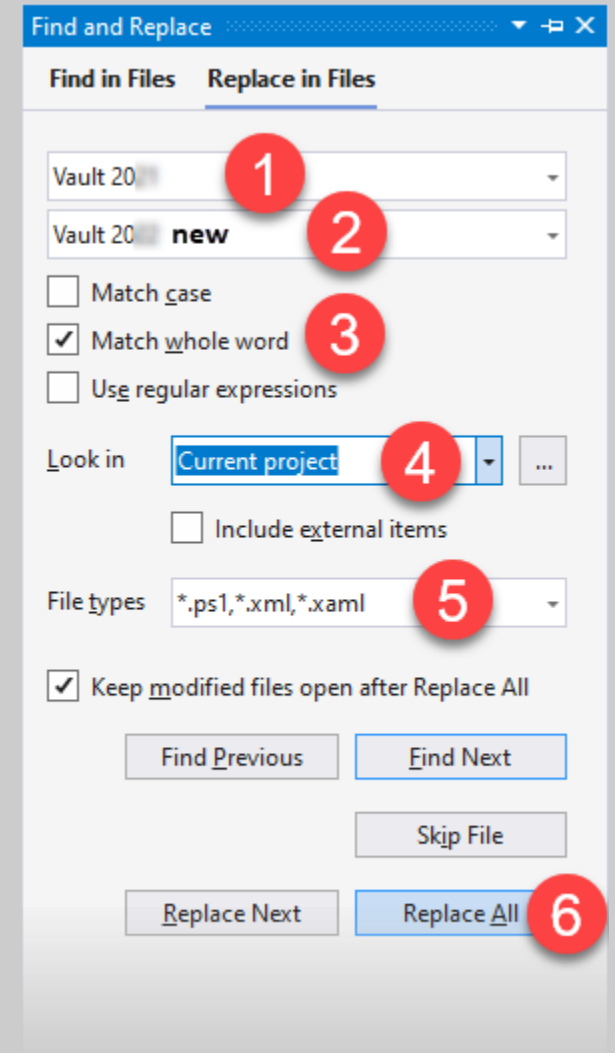 Find and Replace
Find in Files Replace in Files
Vault 20 1
Vault 20 new 2
Match case
Match whole word 3
Use regular expressions
Look in Current project 4 ...
Include external items
File types *.ps1,*.xml,*.xaml 5
Keep modified files open after Replace All
Find Previous Find Next
Skip File
Replace Next Replace All 6